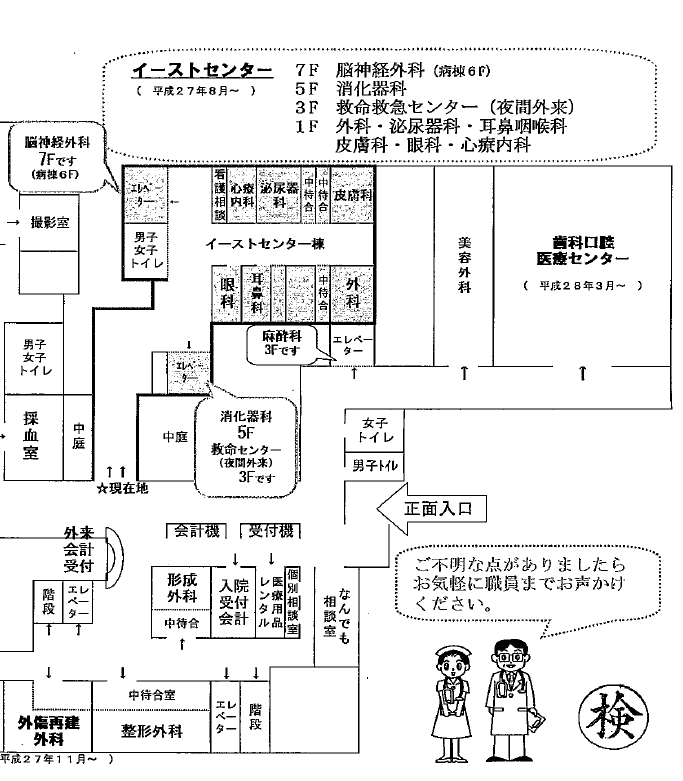 イーストセンター 7F 脳神経外科(病棟6F)
( 平成27年8月~ ) 5F 消化器科
3F 救命救急センター(夜間外来)
1F 外科・泌尿器科・耳鼻咽喉科
皮膚科・眼科・心療内科
脳神経外科
7Fです
(病棟6F)
エレベーター
看護相談
心療内科
泌尿器科
中待合
中待合
皮膚科
撮影室
男子
女子
トイレ
イーストセンター棟
美容外科
歯科口腔
医療センター
( 平成28年3月~ )
眼科
耳鼻科
中待合
外科
麻酔科
3Fです
エレベーター
男子
女子
トイレ
エレベーター
採血室
中庭
中庭
消化器科
5F
救命センター
(夜間外来)
3Fです
女子
トイレ
男子トイレ
☆現在地
正面入口
外来
会計
受付
会計機
受付機
階段
エレベーター
形成
外科
中待合
入院
受付
会計
医療用品
レンタル
個別相談室
なんでも
相談室
ご不明な点がありましたら
お気軽に職員までお声かけ
ください。
中待合室
外傷再建
外科
整形外科
エレベーター
階段
平成27年11月~ )
検